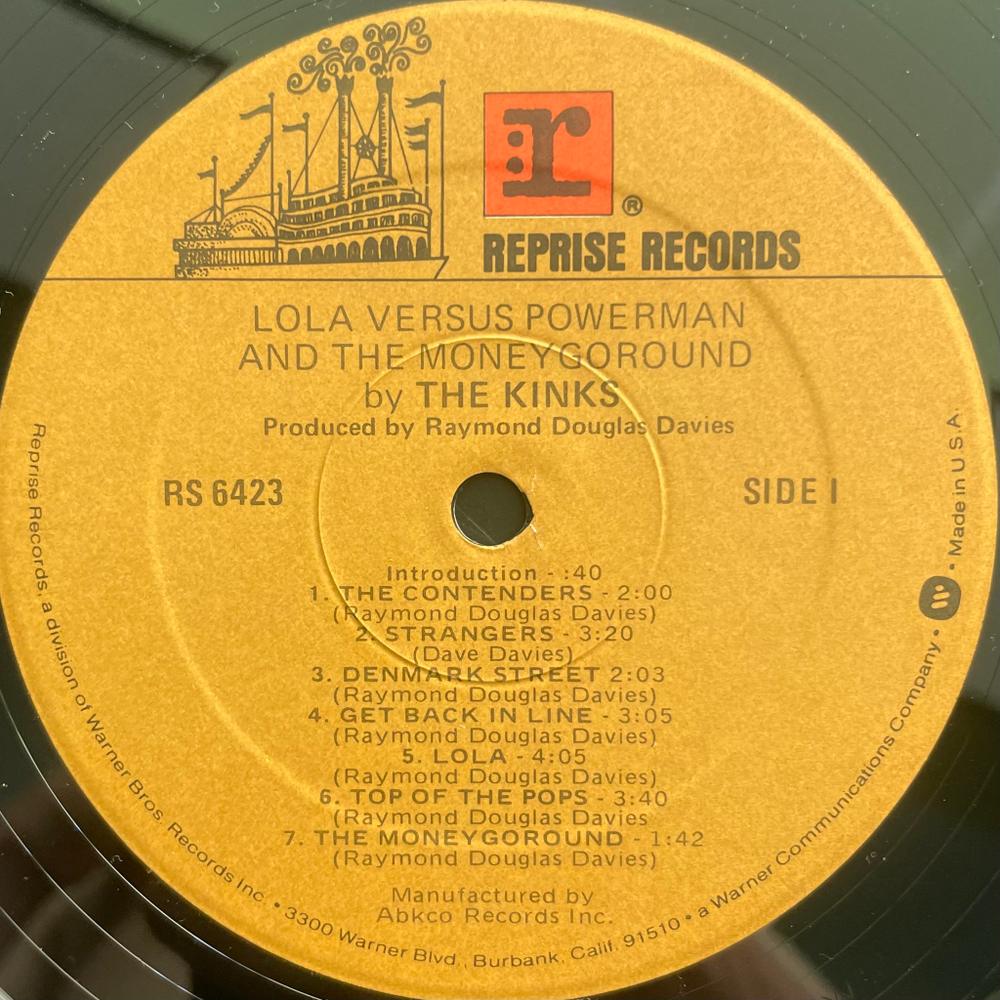 r
®
REPRISE RECORDS
LOLA VERSUS POWERMAN
AND THE MONEYGOROUND
by THE KINKS
Produced by Raymond Douglas Davies
RS 6423
SIDE I
Introduction - :40
1. THE CONTENDERS - 2:00
(Raymond Douglas Davies)
2. STRANGERS - 3:20
(Dave Davies)
3. DENMARK STREET 2:03
(Raymond Douglas Davies)
4. GET BACK IN LINE - 3:05
(Raymond Douglas Davies)
5. LOLA - 4:05
(Raymond Douglas Davies)
6. TOP OF THE POPS - 3:40
(Raymond Douglas Davies
7. THE MONEYGOROUND - 1:42
(Raymond Douglas Davies)
Manufactured by
Abkco Records Inc.
Reprise Records, a division of Warner Bros. Records Inc. • 3300 Warner Blvd., Burbank, Calif. 91510 • a Warner Communications Company. • Made in U.S.A.